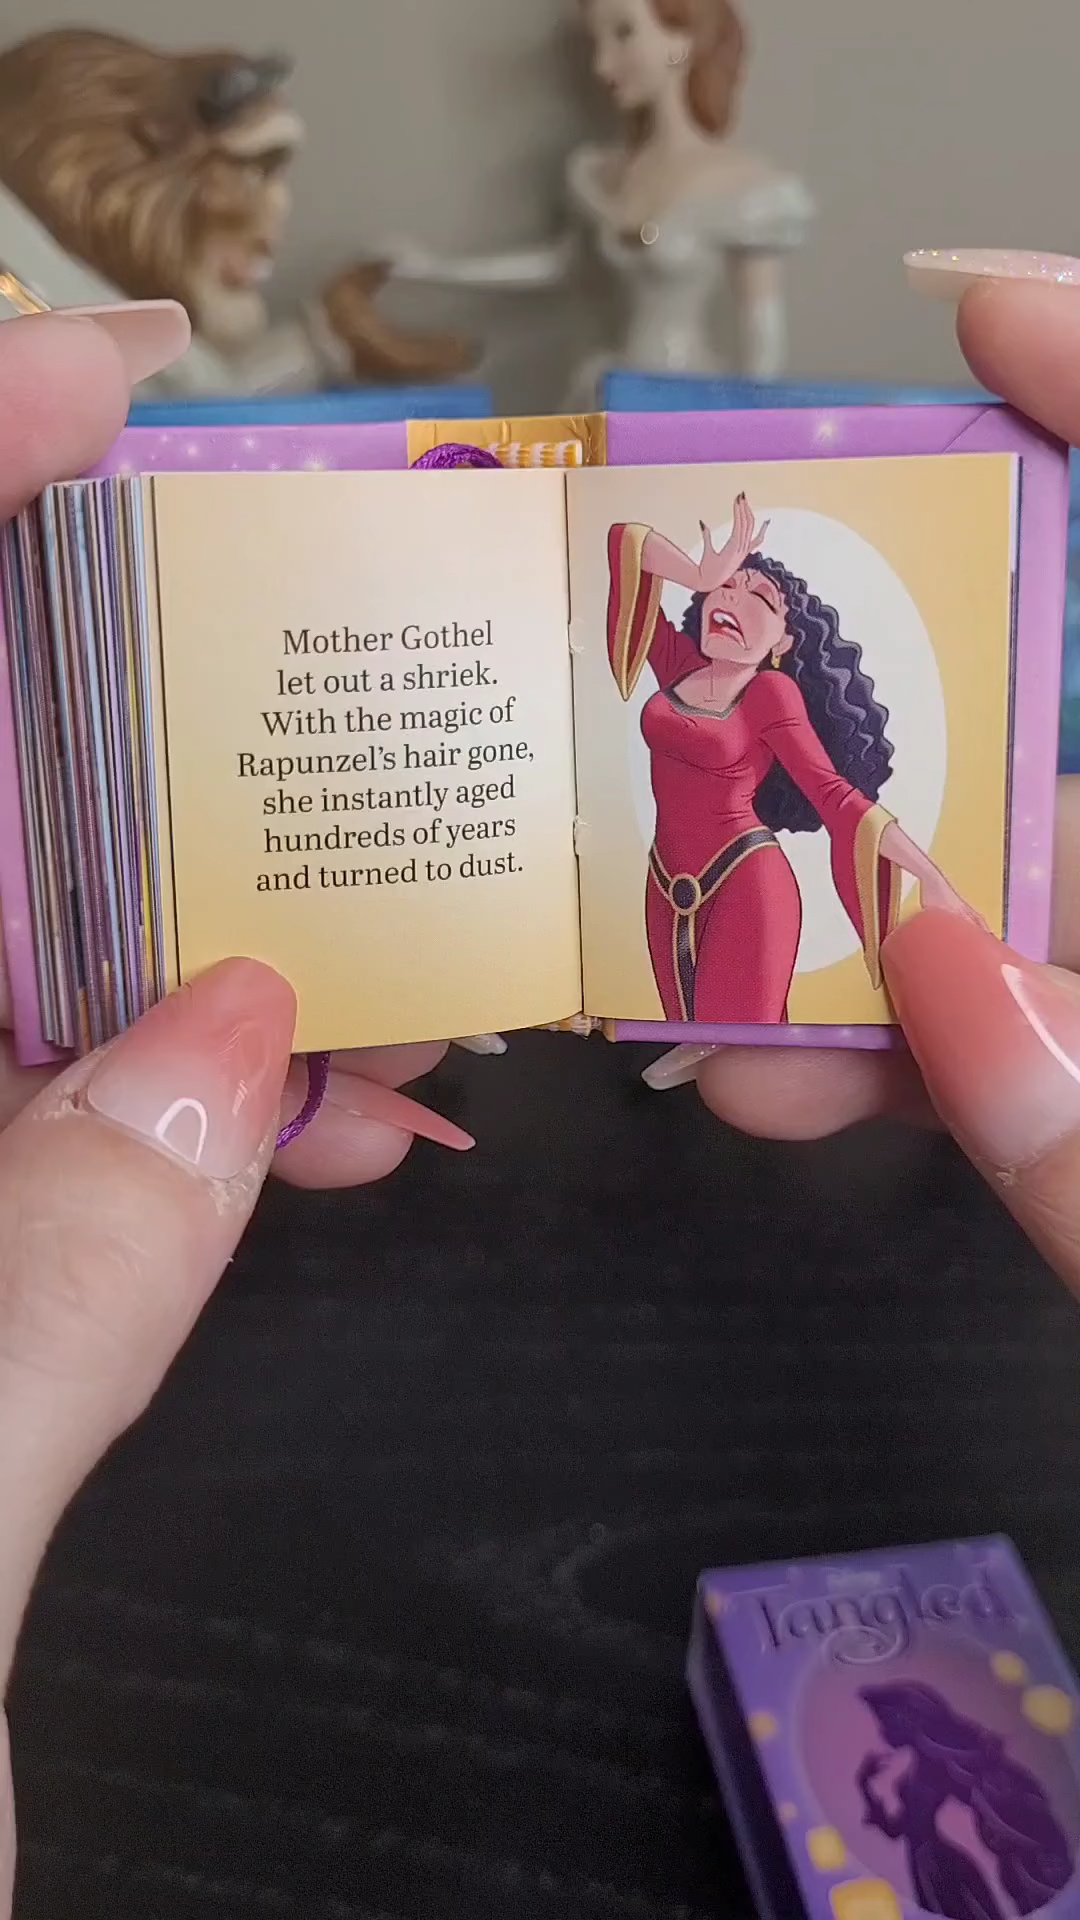 Mother Gothel
let out a shriek.
With the magic of
Rapunzel's hair gone,
she instantly aged
hundreds of years
and turned to dust.
Tangled